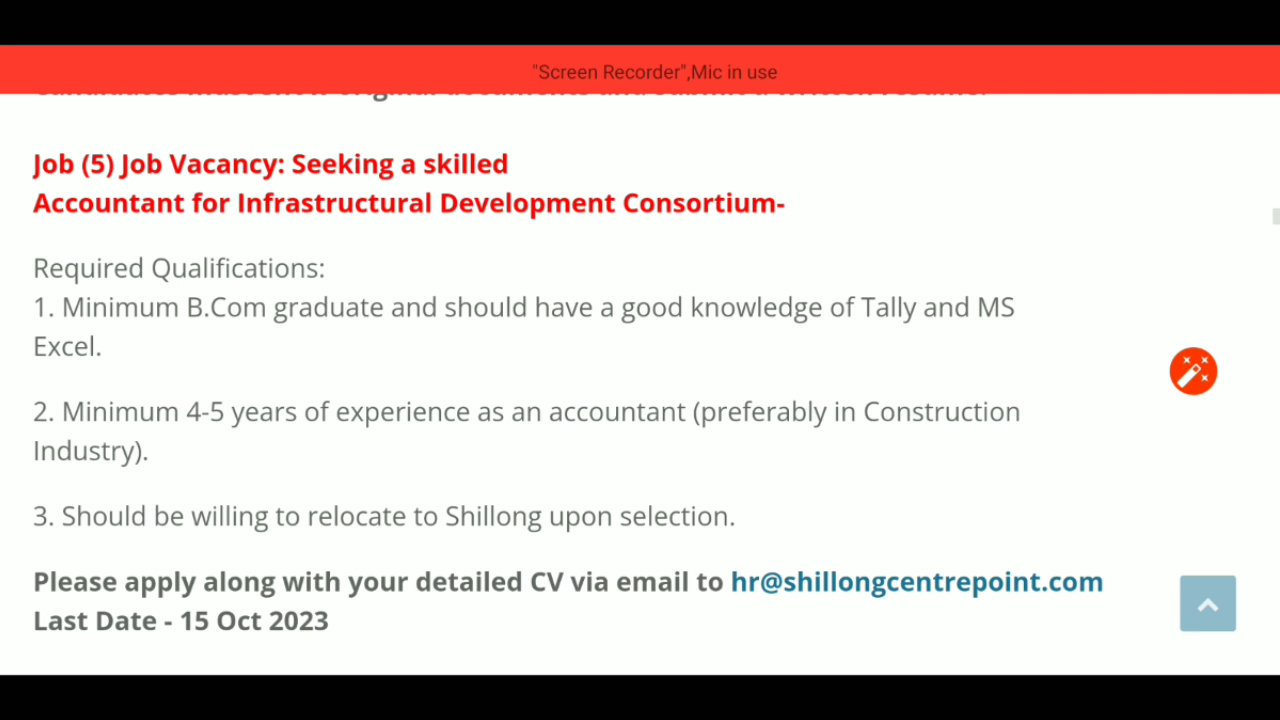 "Screen Recorder",Mic in use
Job (5) Job Vacancy: Seeking a skilled
Accountant for Infrastructural Development Consortium-
Required Qualifications:
1. Minimum B.Com graduate and should have a good knowledge of Tally and MS
Excel.
2. Minimum 4-5 years of experience as an accountant (preferably in Construction
Industry).
3. Should be willing to relocate to Shillong upon selection.
Please apply along with your detailed CV via email to hr@shillongcentrepoint.com
Last Date - 15 Oct 2023